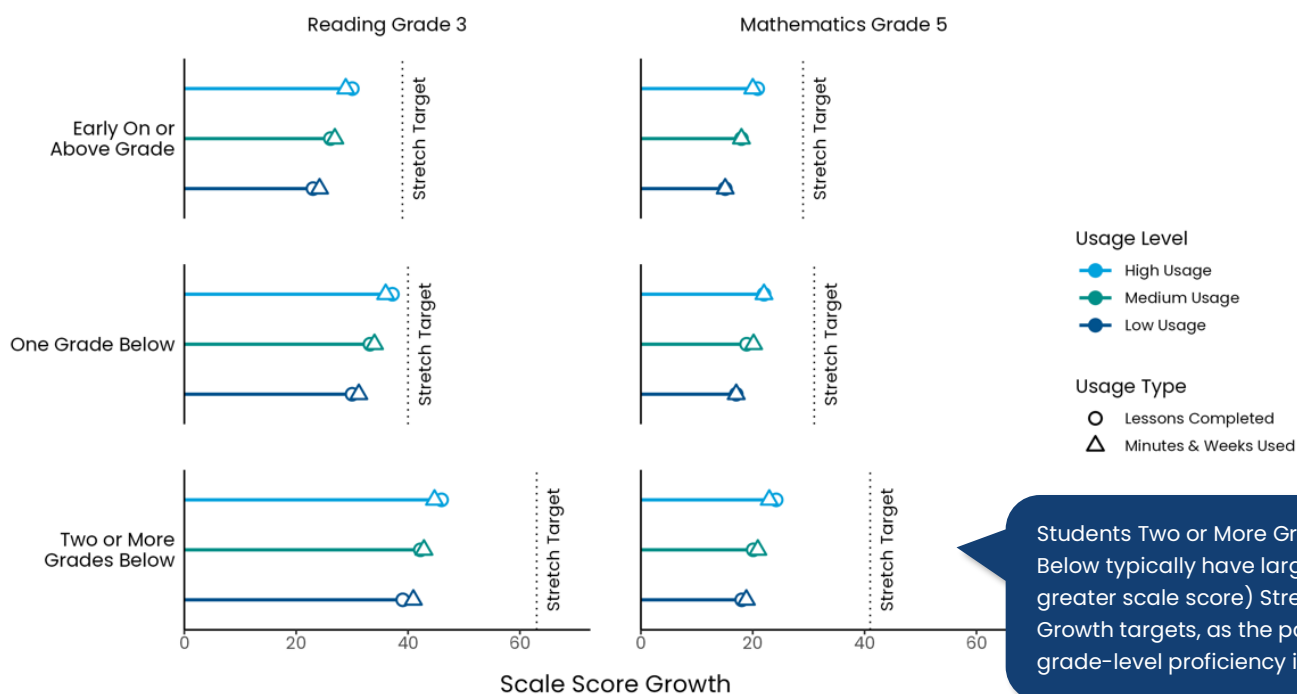 Reading Grade 3
Mathematics Grade 5
Early On or
Above Grade
Stretch Target
Stretch Target
One Grade Below
Stretch Target
Stretch Target
Two or More
Grades Below
Stretch Target
Stretch Target
0 20 40 60
0 20 40 60
Scale Score Growth
Usage Level
High Usage
Medium Usage
Low Usage
Usage Type
Lessons Completed
Minutes & Weeks Used
Students Two or More Gr
Below typically have larg
greater scale score) Stre
Growth targets, as the pa
grade-level proficiency i